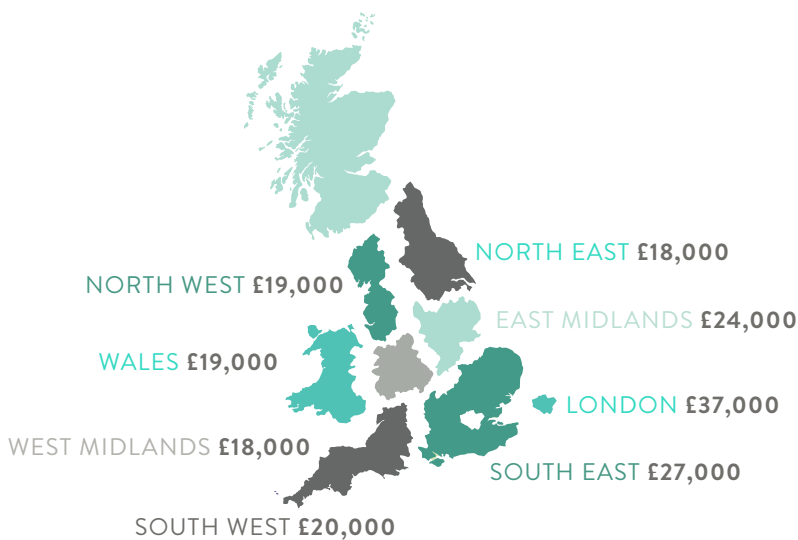 NORTH EAST £18,000
NORTH WEST £19,000
EAST MIDLANDS £24,000
WALES £19,000
LONDON £37,000
WEST MIDLANDS £18,000
SOUTH EAST £27,000
SOUTH WEST £20,000